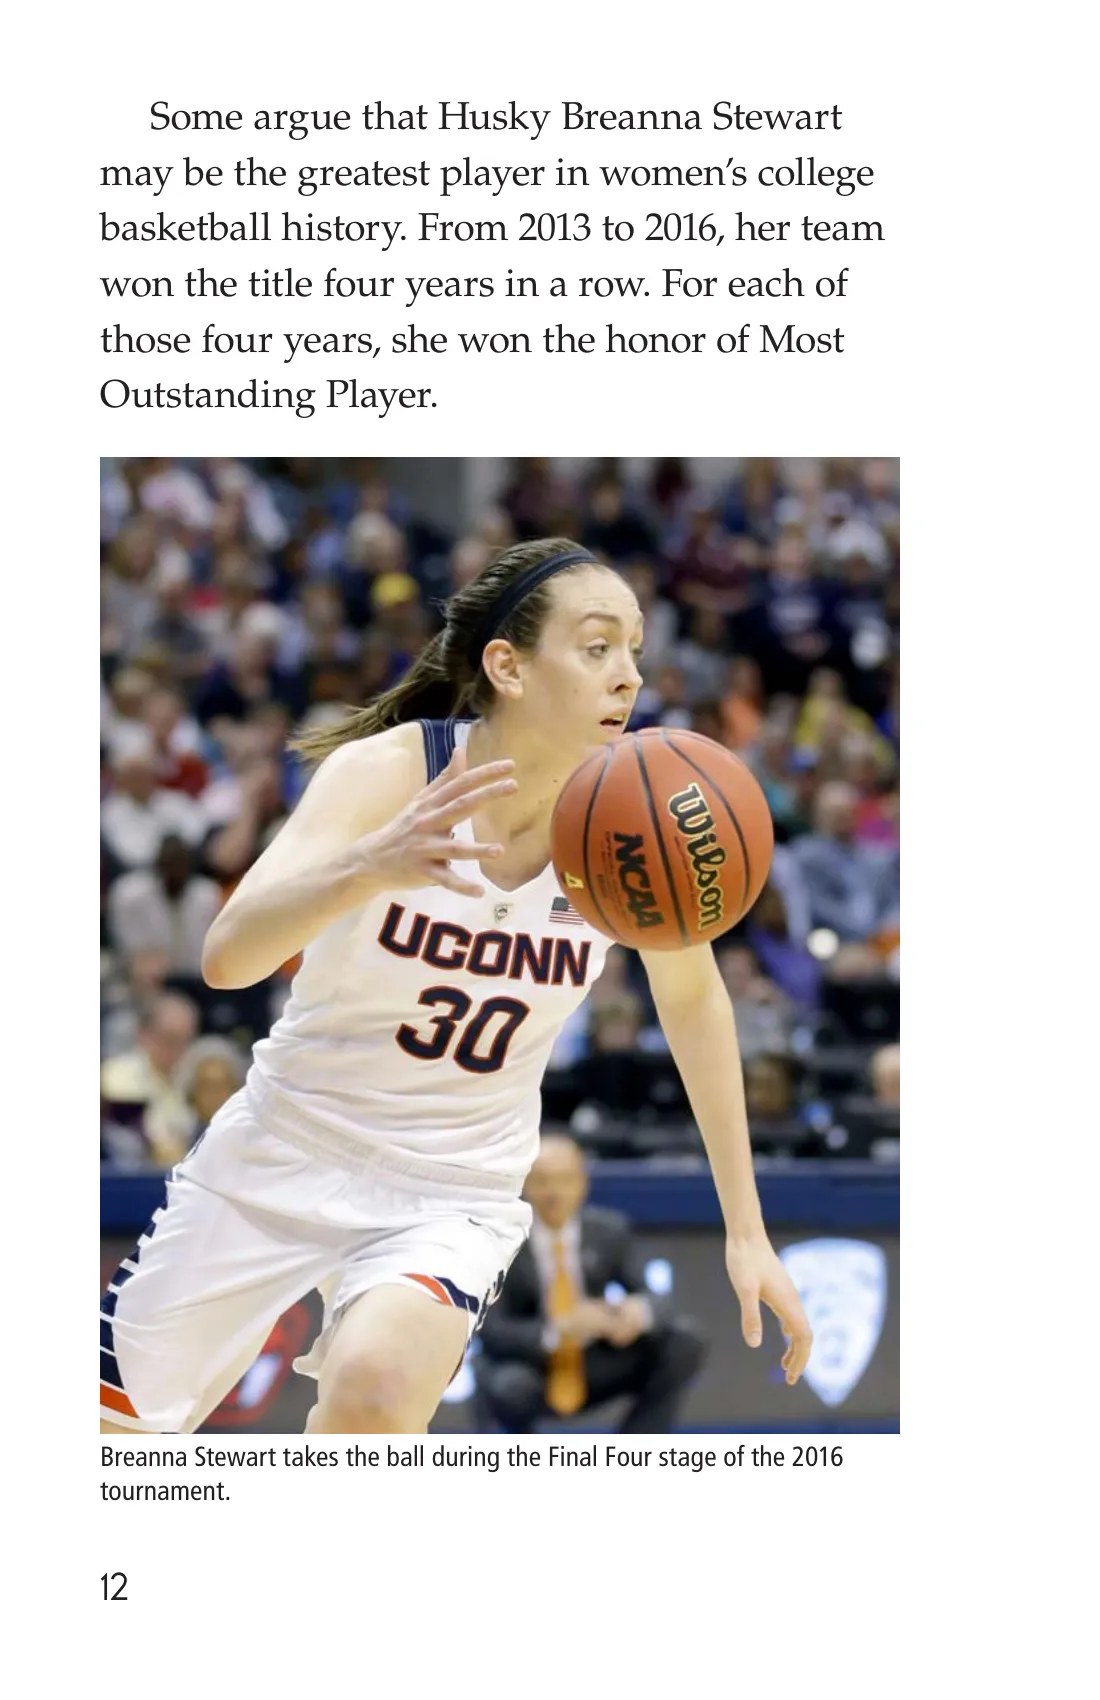 Some argue that Husky Breanna Stewart
may be the greatest player in women’s college
basketball history. From 2013 to 2016, her team
won the title four years in a row. For each of
those four years, she won the honor of Most
Outstanding Player.
Wilson
NCAA
UCONN
30
Breanna Stewart takes the ball during the Final Four stage of the 2016
tournament.
12